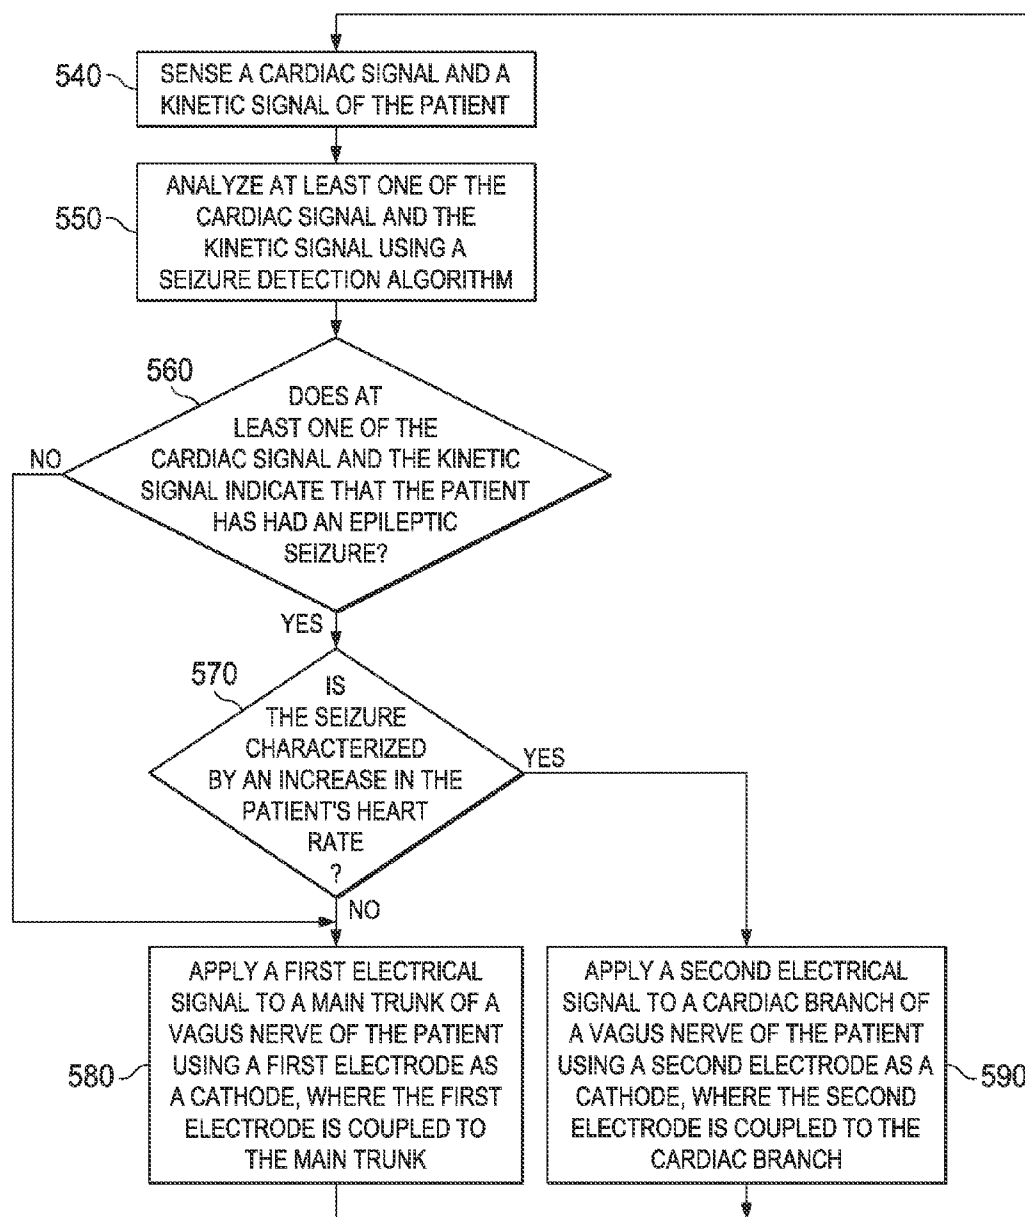 540
SENSE A CARDIAC SIGNAL AND A
KINETIC SIGNAL OF THE PATIENT
550
ANALYZE AT LEAST ONE OF THE
CARDIAC SIGNAL AND THE
KINETIC SIGNAL USING A
SEIZURE DETECTION ALGORITHM
560
DOES AT
LEAST ONE OF THE
CARDIAC SIGNAL AND THE KINETIC
SIGNAL INDICATE THAT THE PATIENT
HAS HAD AN EPILEPTIC
SEIZURE?
NO
YES
570
IS
THE SEIZURE
CHARACTERIZED
BY AN INCREASE IN THE
PATIENT'S HEART
RATE
?
YES
NO
580
APPLY A FIRST ELECTRICAL
SIGNAL TO A MAIN TRUNK OF A
VAGUS NERVE OF THE PATIENT
USING A FIRST ELECTRODE AS
A CATHODE, WHERE THE FIRST
ELECTRODE IS COUPLED TO
THE MAIN TRUNK
APPLY A SECOND ELECTRICAL
SIGNAL TO A CARDIAC BRANCH OF
A VAGUS NERVE OF THE PATIENT
USING A SECOND ELECTRODE AS A
CATHODE, WHERE THE SECOND
ELECTRODE IS COUPLED TO THE
CARDIAC BRANCH
590